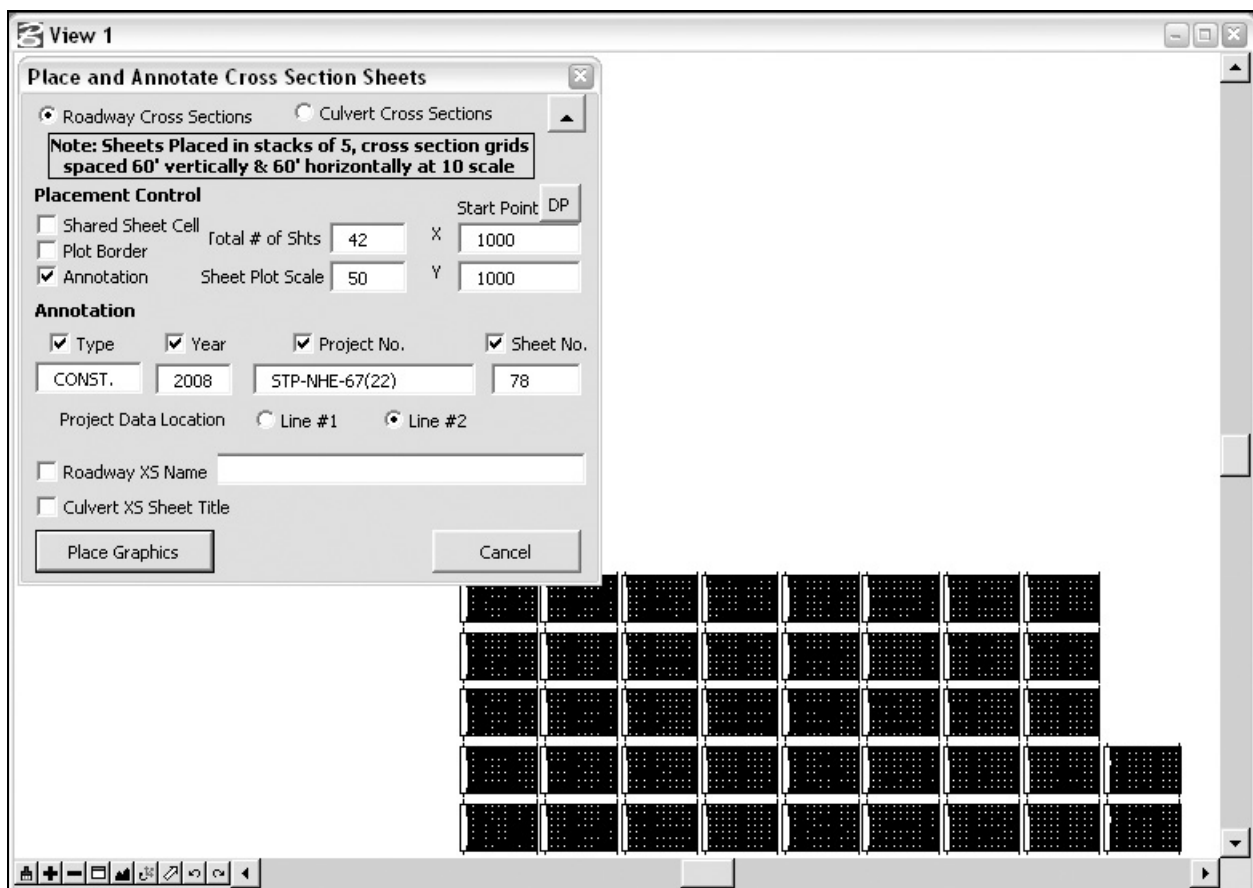 View 1
Place and Annotate Cross Section Sheets
Roadway Cross Sections Culvert Cross Sections
Note: Sheets Placed in stacks of 5, cross section grids
spaced 60' vertically & 60' horizontally at 10 scale
Placement Control
Start Point DP
Shared Sheet Cell
Total # of Shts 42 X 1000
Plot Border
Annotation Sheet Plot Scale 50 Y 1000
Annotation
Type Year Project No. Sheet No.
CONST. 2008 STP-NHE-67(22) 78
Project Data Location Line #1 Line #2
Roadway XS Name
Culvert XS Sheet Title
Place Graphics Cancel